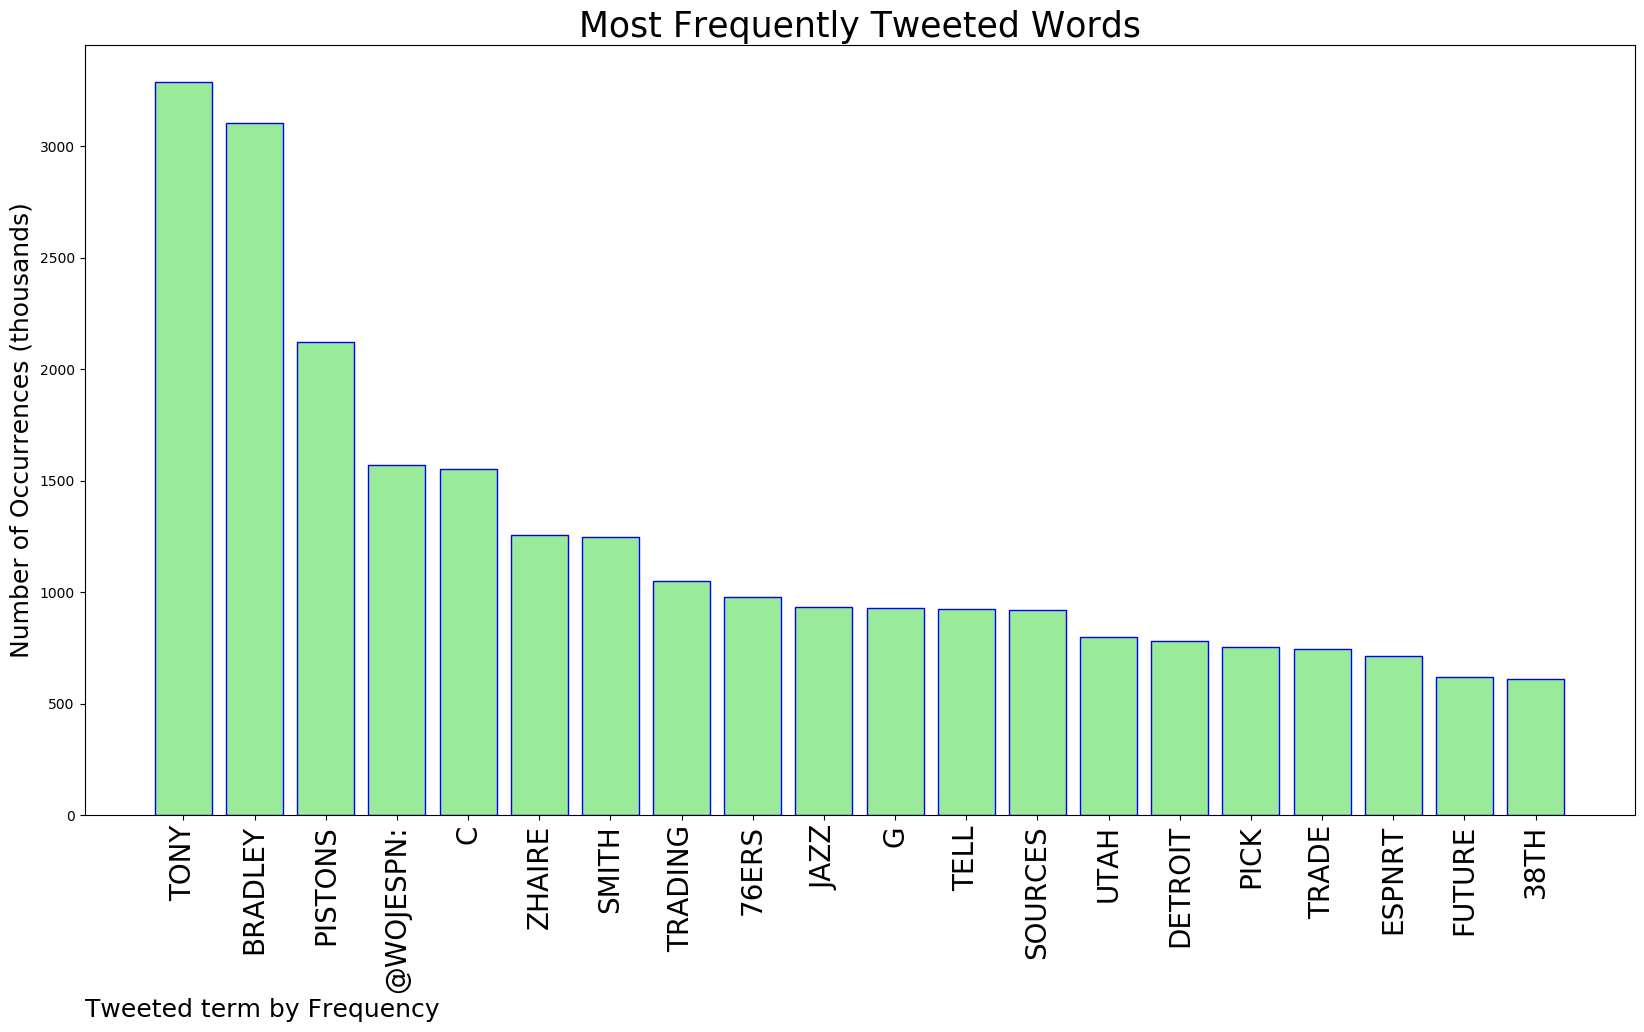 Most Frequently Tweeted Words
Number of Occurrences (thousands)
3000
2500
2000
1500
1000
500
0
TONY
BRADLEY
PISTONS
@WOJESPN:
C
ZHAIRE
SMITH
TRADING
76ERS
JAZZ
G
TELL
SOURCES
UTAH
DETROIT
PICK
TRADE
ESPNRT
FUTURE
38TH
Tweeted term by Frequency